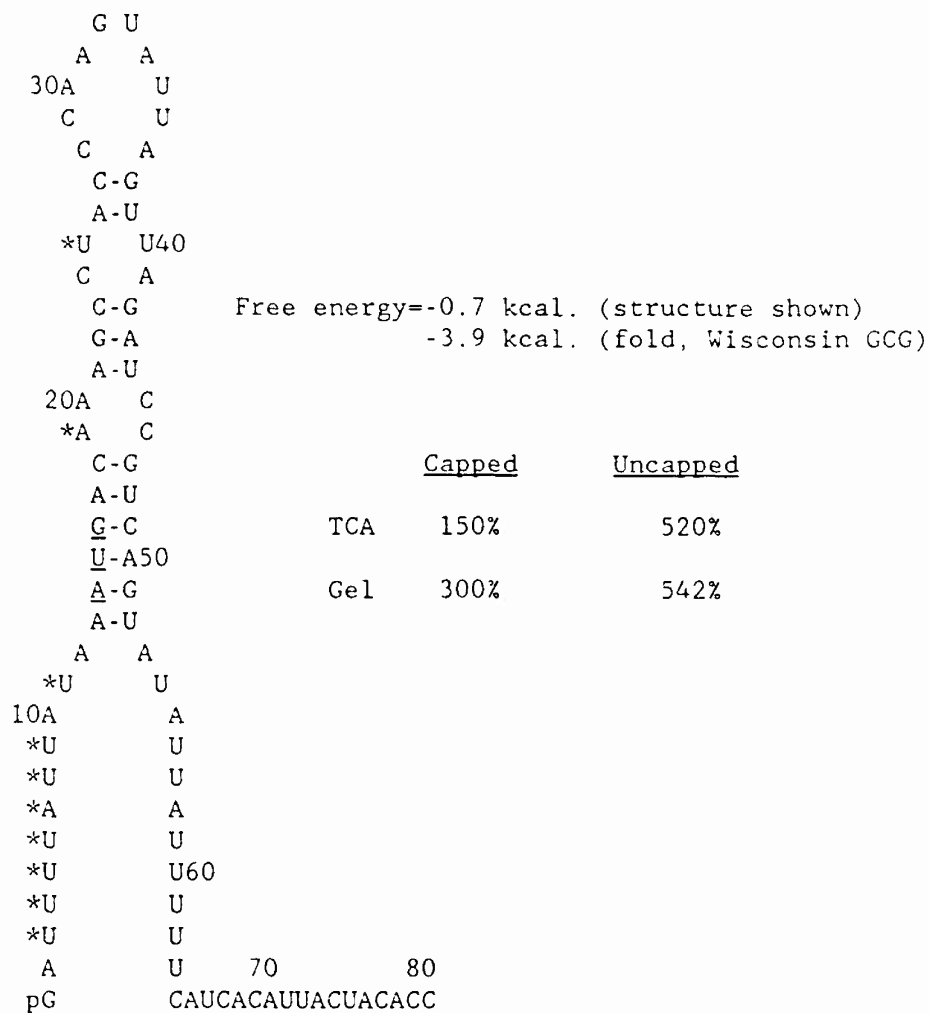 G U
A A
30A U
C U
C A
C-G
A-U
*U U40
C A
C-G Free energy=-0.7 kcal. (structure shown)
G-A -3.9 kcal. (fold, Wisconsin GCG)
A-U
20A C
*A C
C-G Capped Uncapped
A-U
G-C TCA 150% 520%
U-A50
A-G Gel 300% 542%
A-U
A A
*U U
10A A
*U U
*U U
*A A
*U U
*U U60
*U U
*U U
A U 70 80
pG CAUCACAUUACUACACC